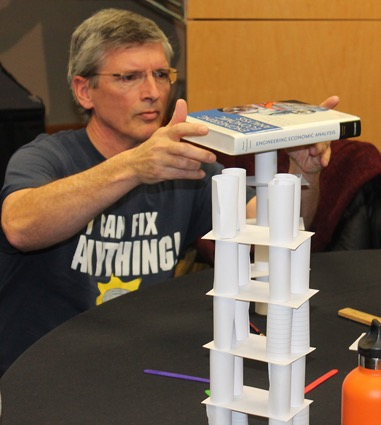 ENGINEERING ECONOMIC ANALYSIS
I CAN FIX
ANYTHING!